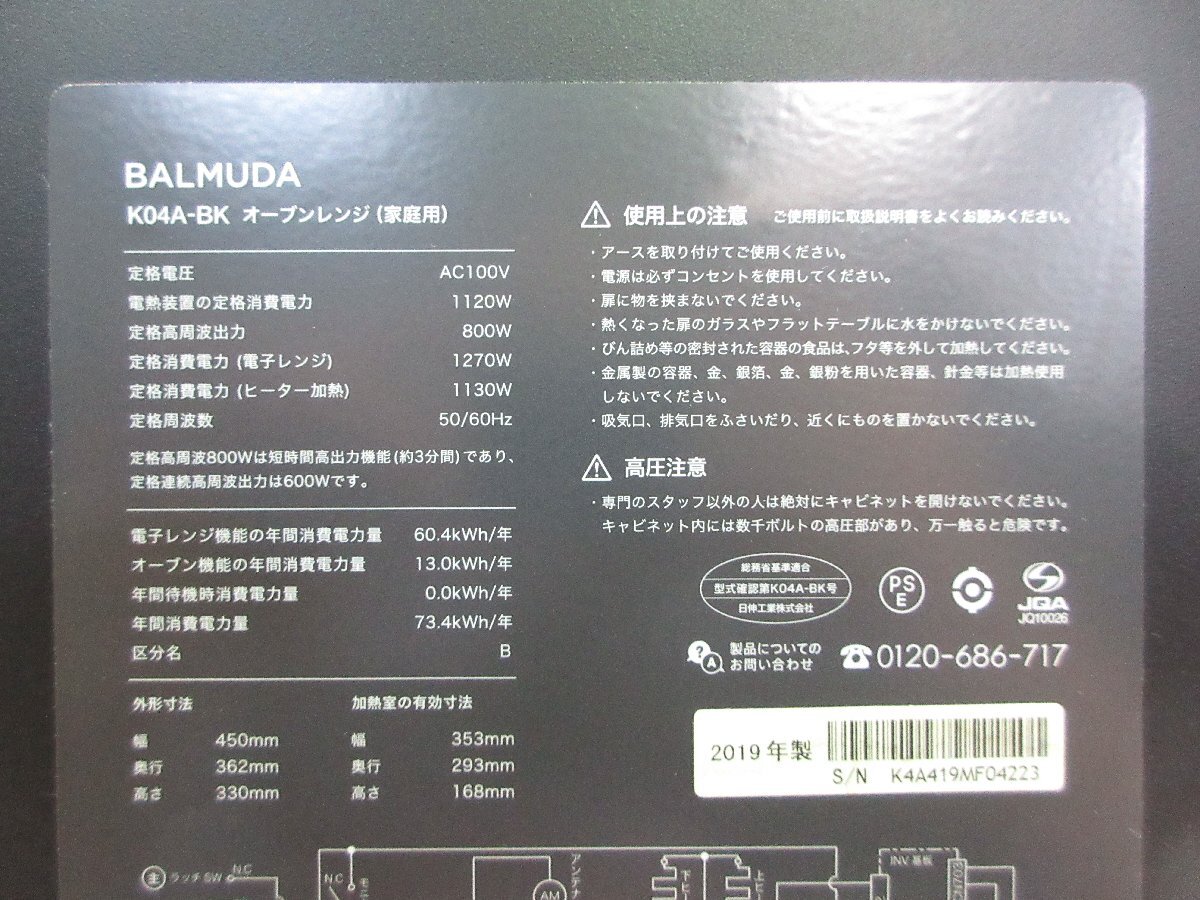 BALMUDA
K04A-BK オーブンレンジ（家庭用）
定格電圧 AC100V
電熱装置の定格消費電力 1120W
定格高周波出力 800W
定格消費電力 (電子レンジ) 1270W
定格消費電力 (ヒーター加熱) 1130W
定格周波数 50/60Hz
定格高周波800Wは短時間高出力機能(約3分間)であり、
定格連続高周波出力は600Wです。
電子レンジ機能の年間消費電力量 60.4kWh/年
オーブン機能の年間消費電力量 13.0kWh/年
年間待機時消費電力量 0.0kWh/年
年間消費電力量 73.4kWh/年
区分名 B
外形寸法 加熱室の有効寸法
幅 450mm 幅 353mm
奥行 362mm 奥行 293mm
高さ 330mm 高さ 168mm
使用上の注意 ご使用前に取扱説明書をよくお読みください。
・アースを取り付けてご使用ください。
・電源は必ずコンセントを使用してください。
・扉に物を挟まないでください。
・熱くなった扉のガラスやフラットテーブルに水をかけないでください。
・びん詰め等の密封された容器の食品は、フタ等を外して加熱してください。
・金属製の容器、金、銀箔、金、銀粉を用いた容器、針金等は加熱使用
しないでください。
・吸気口、排気口をふさいだり、近くにものを置かないでください。
高圧注意
・専門のスタッフ以外の人は絶対にキャビネットを開けないでください。
キャビネット内には数千ボルトの高圧部があり、万一触ると危険です。
総務省基準適合
型式確認第K04A-BK号
日伸工業株式会社
PS
E
JQA
JQ10026
? A 製品についての
お問い合わせ
0120-686-717
2019年製
S/N K4A419MF04223
主 ラッチSW N.C
N.C
AM
アンテナ
INV 基板
CN703